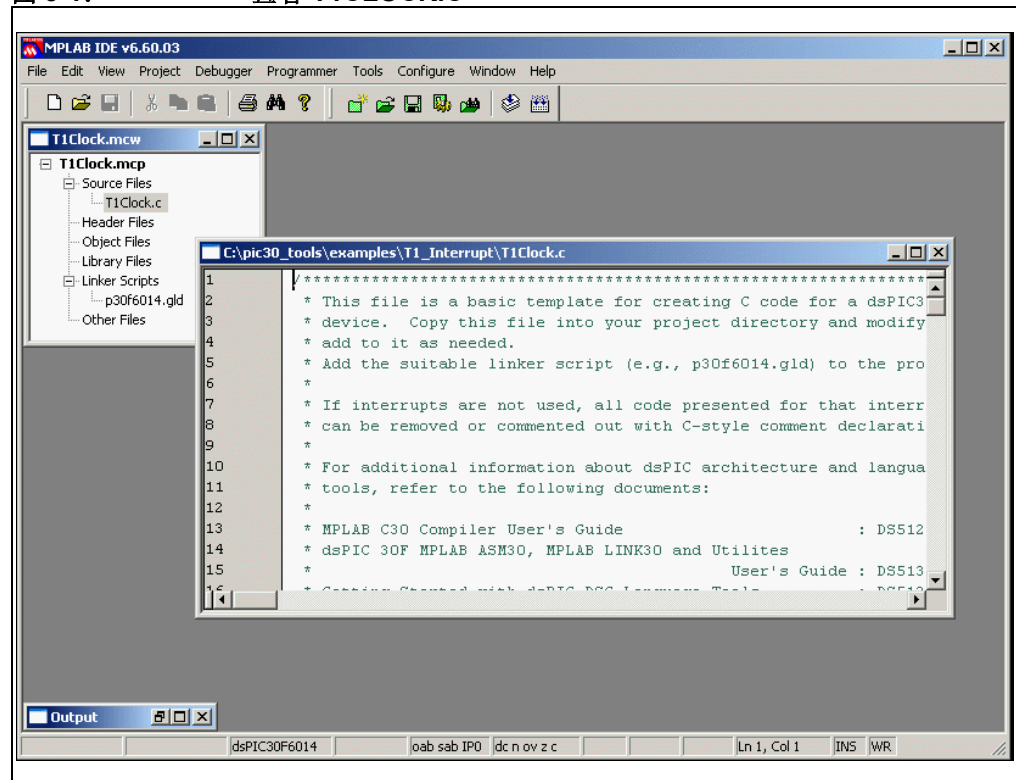 MPLAB IDE v6.60.03
File Edit View Project Debugger Programmer Tools Configure Window Help
T1Clock.mcw
T1Clock.mcp
Source Files
T1Clock.c
Header Files
Object Files
Library Files
Linker Scripts
p30f6014.gld
Other Files
C:\pic30_tools\examples\T1_Interrupt\T1Clock.c
1 /************************************************************
2 * This file is a basic template for creating C code for a dsPIC3
3 * device.  Copy this file into your project directory and modify
4 * add to it as needed.
5 * Add the suitable linker script (e.g., p30f6014.gld) to the pro
6 *
7 * If interrupts are not used, all code presented for that interr
8 * can be removed or commented out with C-style comment declarati
9 *
10 * For additional information about dsPIC architecture and langua
11 * tools, refer to the following documents:
12 *
13 * MPLAB C30 Compiler User's Guide : DS512
14 * dsPIC 30F MPLAB ASM30, MPLAB LINK30 and Utilites
15 * User's Guide : DS513
16 * Getting Started with dsPIC DSC Language Tools
Output
dsPIC30F6014 oab sab IP0 dc n ov z c Ln 1, Col 1 INS WR